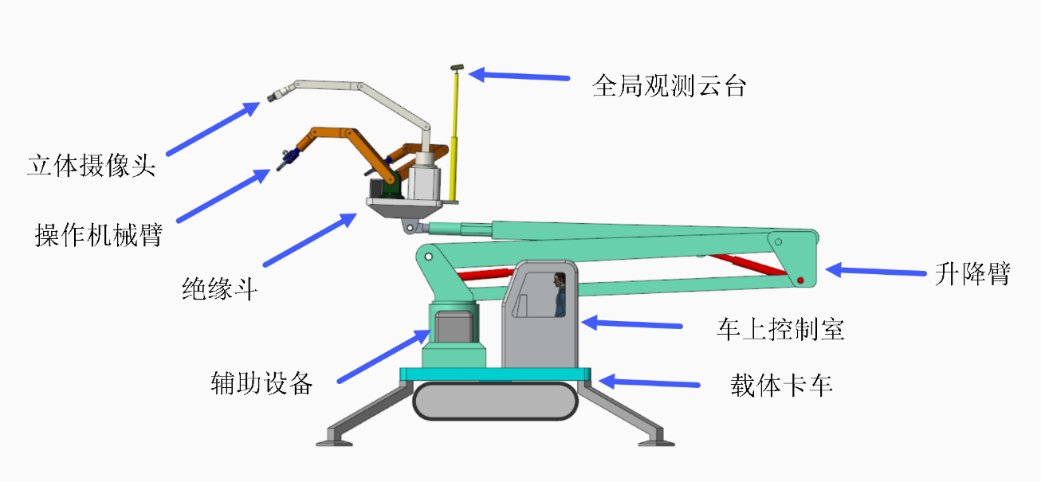 全局观测云台
立体摄像头
操作机械臂
绝缘斗
升降臂
车上控制室
辅助设备
载体卡车